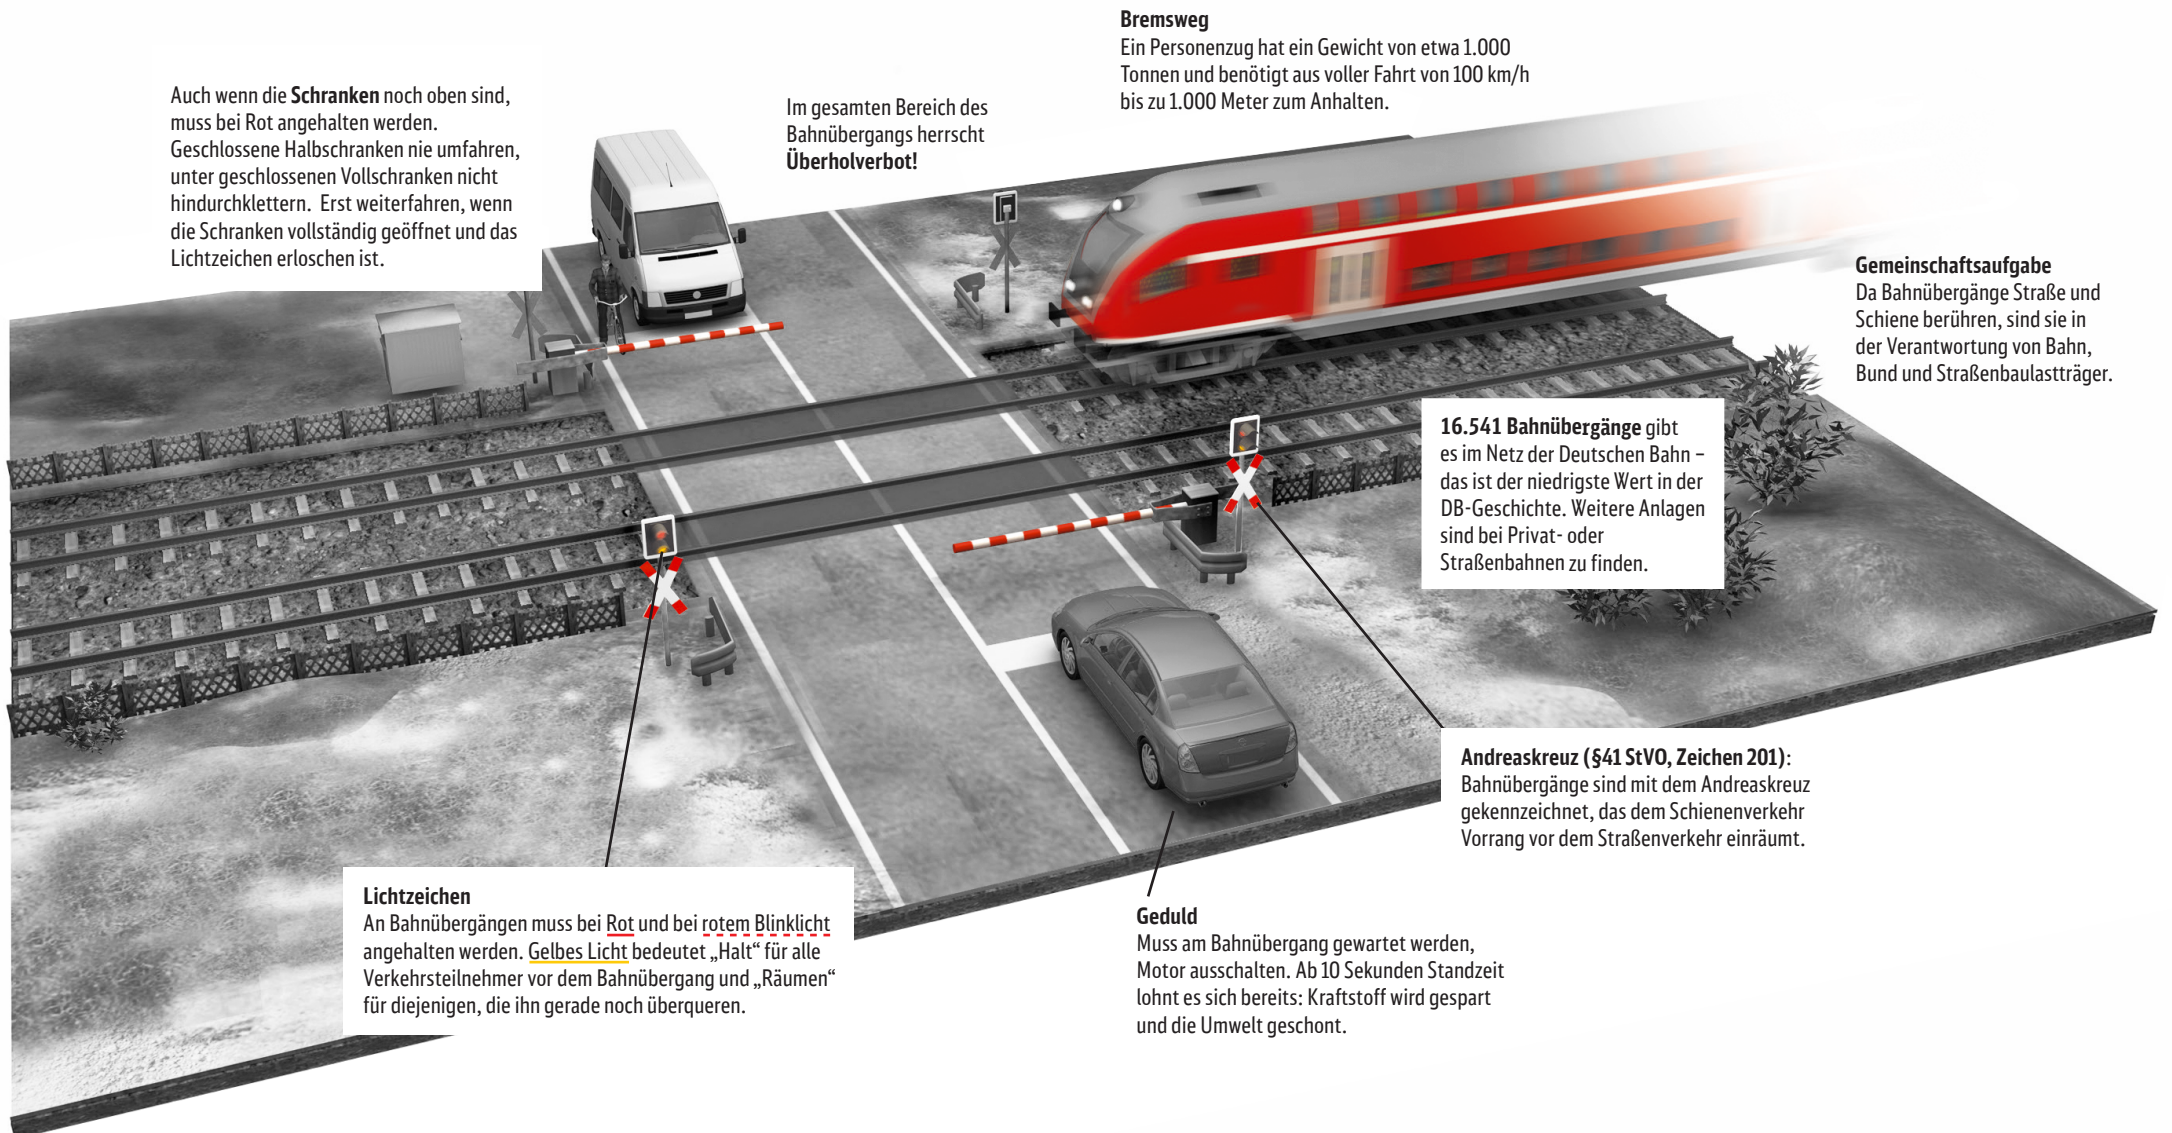 Bremsweg
Ein Personenzug hat ein Gewicht von etwa 1.000
Tonnen und benötigt aus voller Fahrt von 100 km/h
bis zu 1.000 Meter zum Anhalten.
Auch wenn die Schranken noch oben sind,
muss bei Rot angehalten werden.
Geschlossene Halbschranken nie umfahren,
unter geschlossenen Vollschranken nicht
hindurchklettern. Erst weiterfahren, wenn
die Schranken vollständig geöffnet und das
Lichtzeichen erloschen ist.
Im gesamten Bereich des
Bahnübergangs herrscht
Überholverbot!
Gemeinschaftsaufgabe
Da Bahnübergänge Straße und
Schiene berühren, sind sie in
der Verantwortung von Bahn,
Bund und Straßenbaulastträger.
16.541 Bahnübergänge gibt
es im Netz der Deutschen Bahn –
das ist der niedrigste Wert in der
DB-Geschichte. Weitere Anlagen
sind bei Privat- oder
Straßenbahnen zu finden.
Andreaskreuz (§41 StVO, Zeichen 201):
Bahnübergänge sind mit dem Andreaskreuz
gekennzeichnet, das dem Schienenverkehr
Vorrang vor dem Straßenverkehr einräumt.
Lichtzeichen
An Bahnübergängen muss bei Rot und bei rotem Blinklicht
angehalten werden. Gelbes Licht bedeutet „Halt“ für alle
Verkehrsteilnehmer vor dem Bahnübergang und „Räumen“
für diejenigen, die ihn gerade noch überqueren.
Geduld
Muss am Bahnübergang gewartet werden,
Motor ausschalten. Ab 10 Sekunden Standzeit
lohnt es sich bereits: Kraftstoff wird gespart
und die Umwelt geschont.